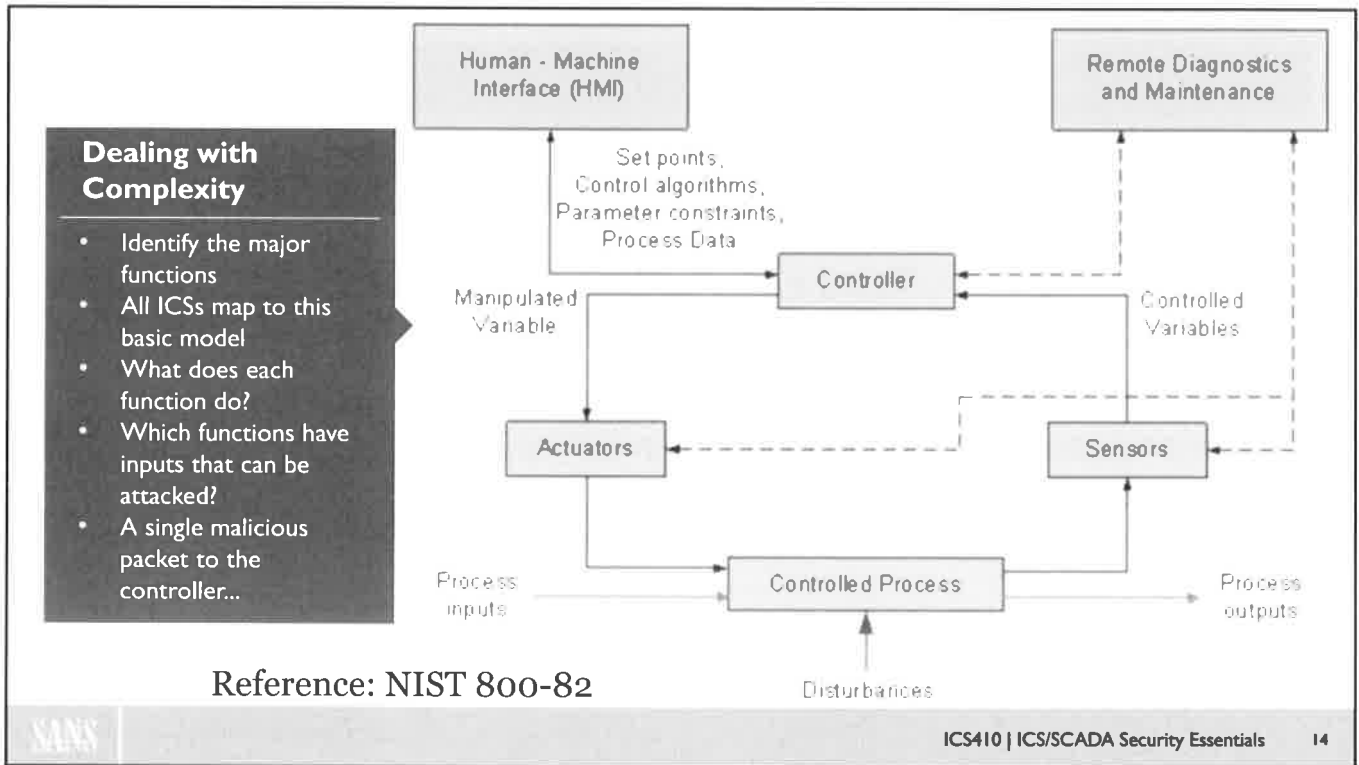 Human - Machine
Interface (HMI)
Remote Diagnostics
and Maintenance
Dealing with
Complexity
• Identify the major
functions
• All ICSs map to this
basic model
• What does each
function do?
• Which functions have
inputs that can be
attacked?
• A single malicious
packet to the
controller...
Set points,
Control algorithms,
Parameter constraints,
Process Data
Controller
Manipulated
Variable
Controlled
Variables
Actuators
Sensors
Process
inputs
Controlled Process
Process
outputs
Disturbances
Reference: NIST 800-82
SANS
ICS410 | ICS/SCADA Security Essentials 14